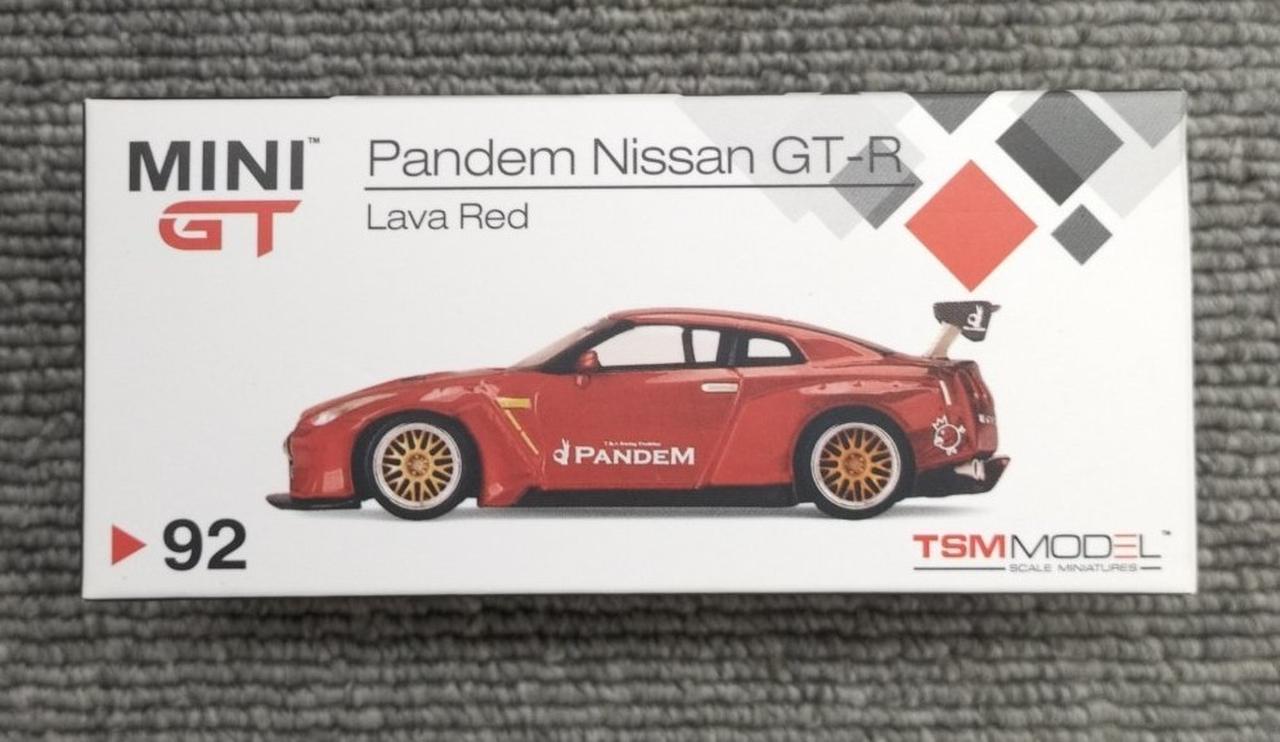 MINI™
GT
Pandem Nissan GT-R
Lava Red
PANDEM
92
TSMMODEL™
SCALE MINIATURES